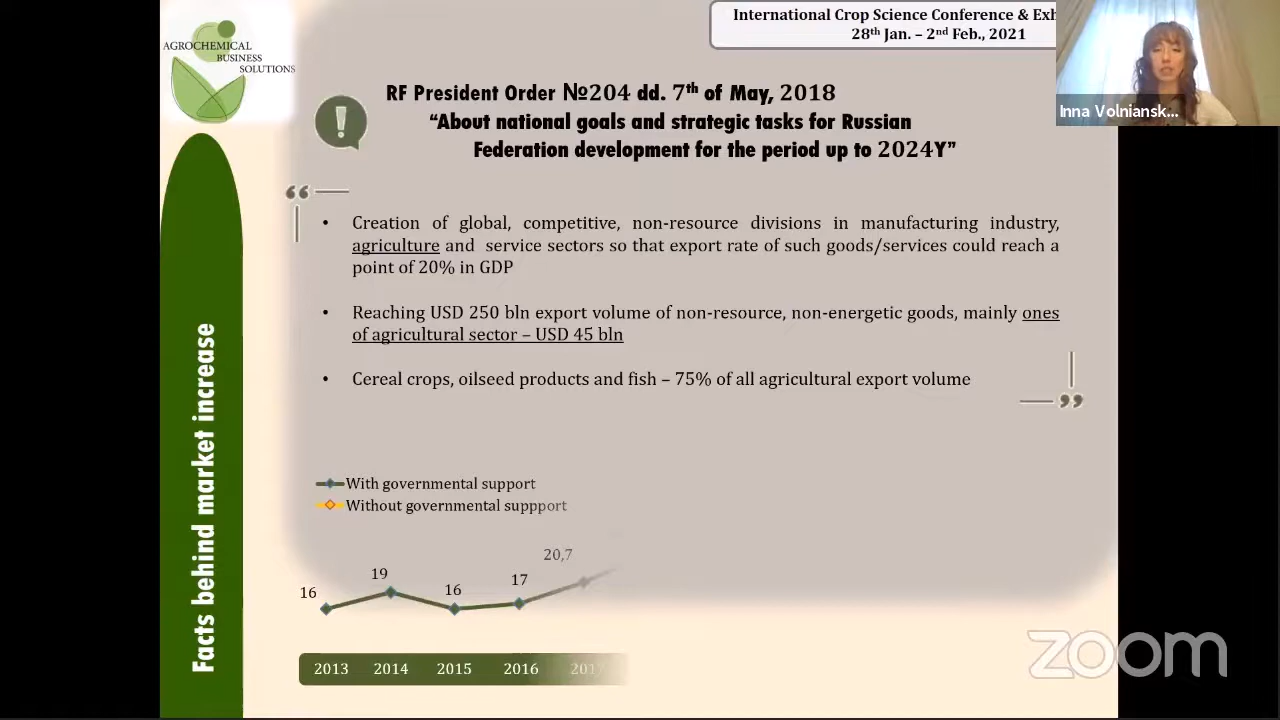 AGROCHEMICAL
BUSINESS
SOLUTIONS
International Crop Science Conference & Exh
28th Jan. – 2nd Feb., 2021
Inna Volniansk...
RF President Order №204 dd. 7th of May, 2018
“About national goals and strategic tasks for Russian
Federation development for the period up to 2024Y”
• Creation of global, competitive, non-resource divisions in manufacturing industry,
agriculture and service sectors so that export rate of such goods/services could reach a
point of 20% in GDP
• Reaching USD 250 bln export volume of non-resource, non-energetic goods, mainly ones
of agricultural sector – USD 45 bln
• Cereal crops, oilseed products and fish – 75% of all agricultural export volume
Facts behind market increase
With governmental support
Without governmental suppport
16 19 16 17 20,7
2013 2014 2015 2016 2017
zoom